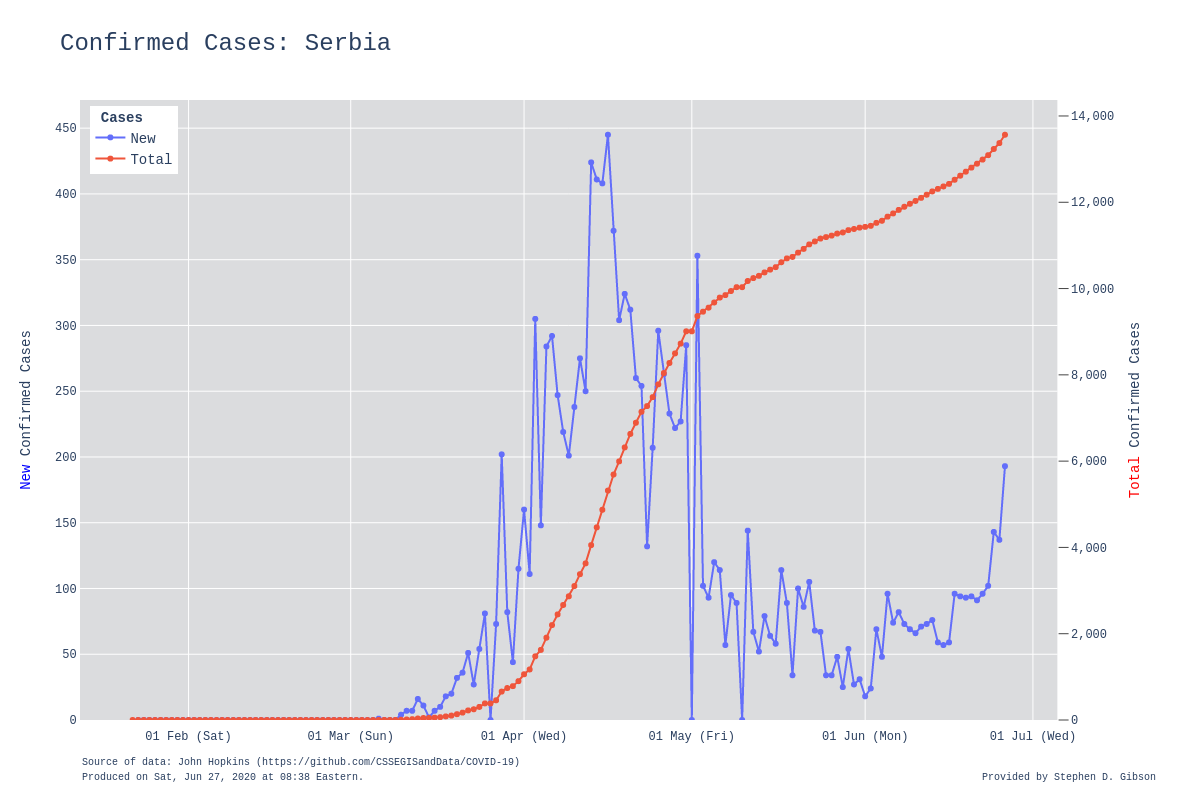 Confirmed Cases: Serbia
Cases
New
Total
450
400
350
300
250
200
150
100
50
0
New Confirmed Cases
14,000
12,000
10,000
8,000
6,000
4,000
2,000
0
Total Confirmed Cases
01 Feb (Sat) 01 Mar (Sun) 01 Apr (Wed) 01 May (Fri) 01 Jun (Mon) 01 Jul (Wed)
Source of data: John Hopkins (https://github.com/CSSEGISandData/COVID-19)
Produced on Sat, Jun 27, 2020 at 08:38 Eastern.
Provided by Stephen D. Gibson